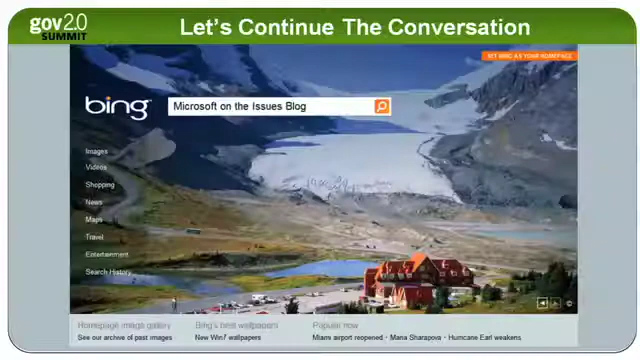 gov2.0
SUMMIT
Let's Continue The Conversation
SET BING AS YOUR HOMEPAGE
bing
Microsoft on the Issues Blog
Images
Videos
Shopping
News
Maps
Travel
Entertainment
Search History
Homepage image gallery
See our archive of past images
Bing's best wallpapers
New Win7 wallpapers
Popular now
Miami airport reopened · Maria Sharapova · Hurricane Earl weakens